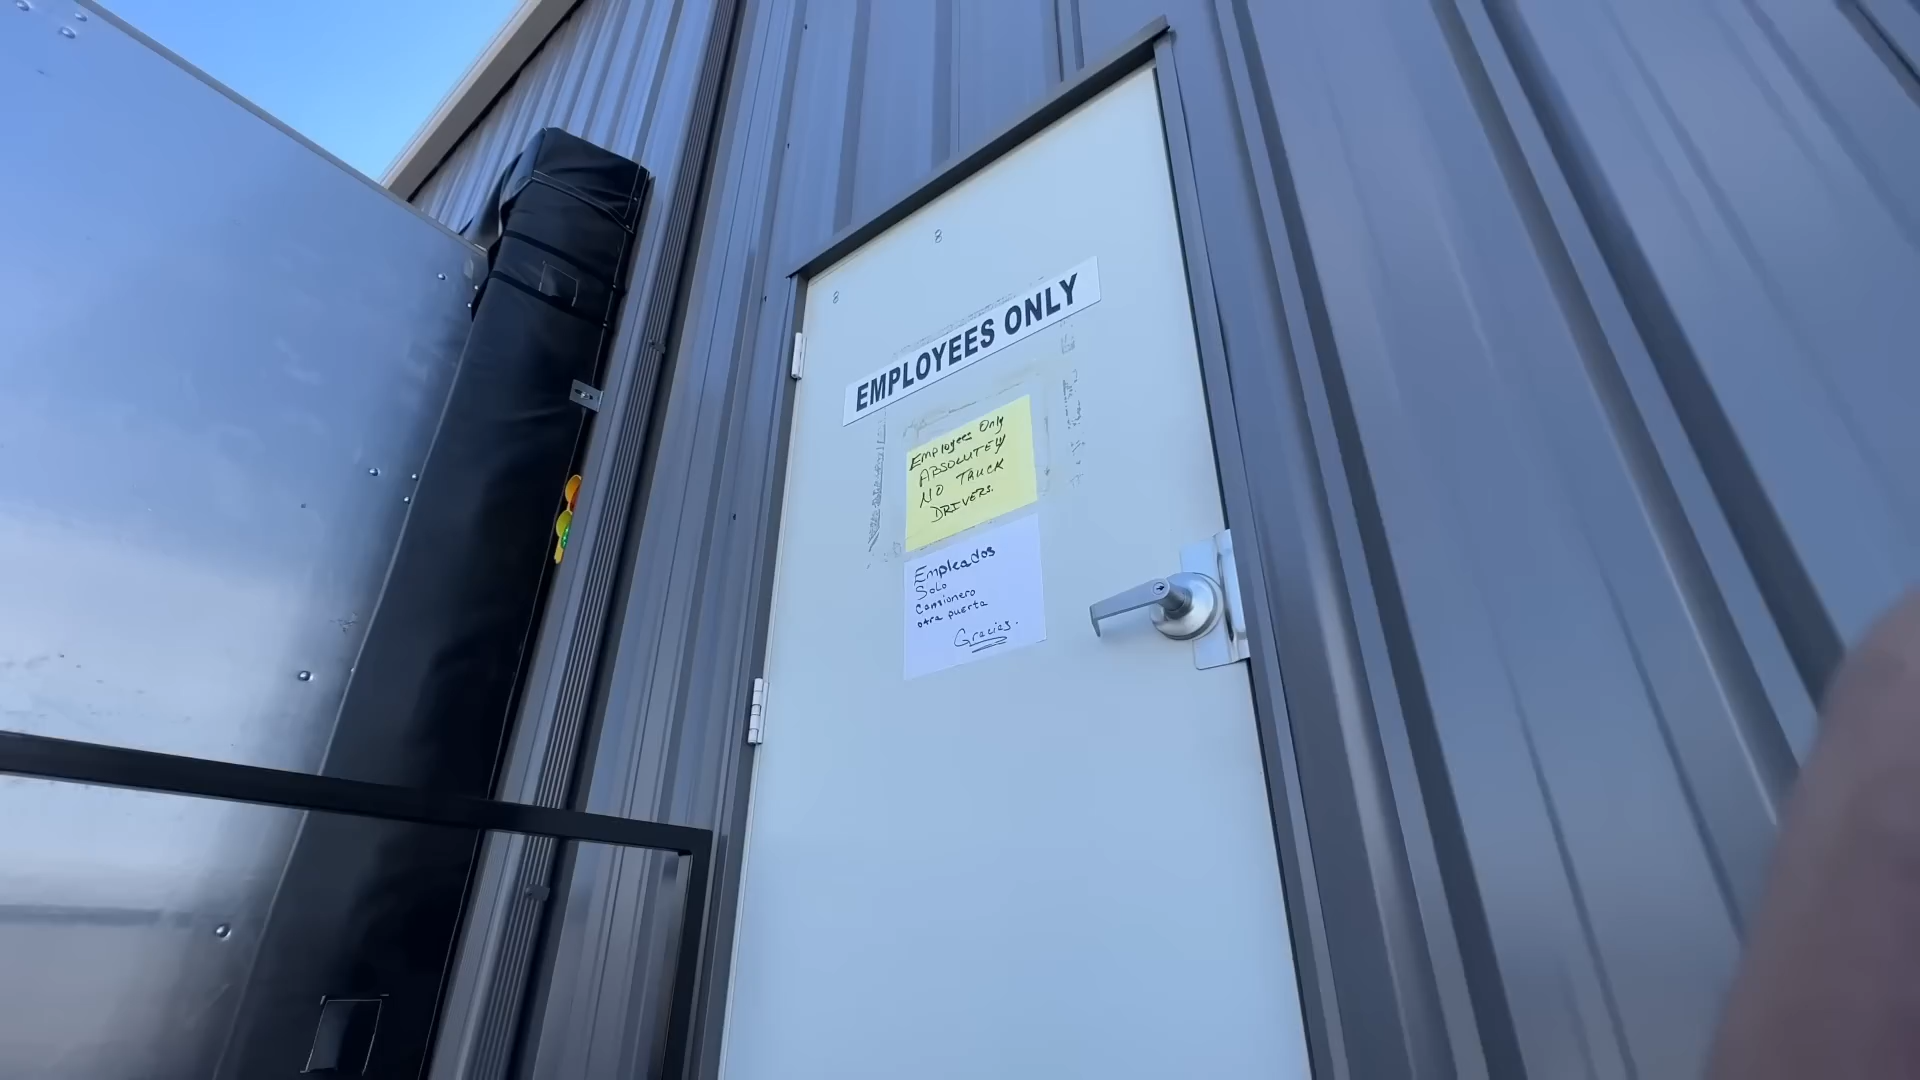 EMPLOYEES ONLY
Employees Only
ABSOLUTELY
NO TRUCK
DRIVERS.
Empleados
Solo
Camionero
otra puerta
Gracias.